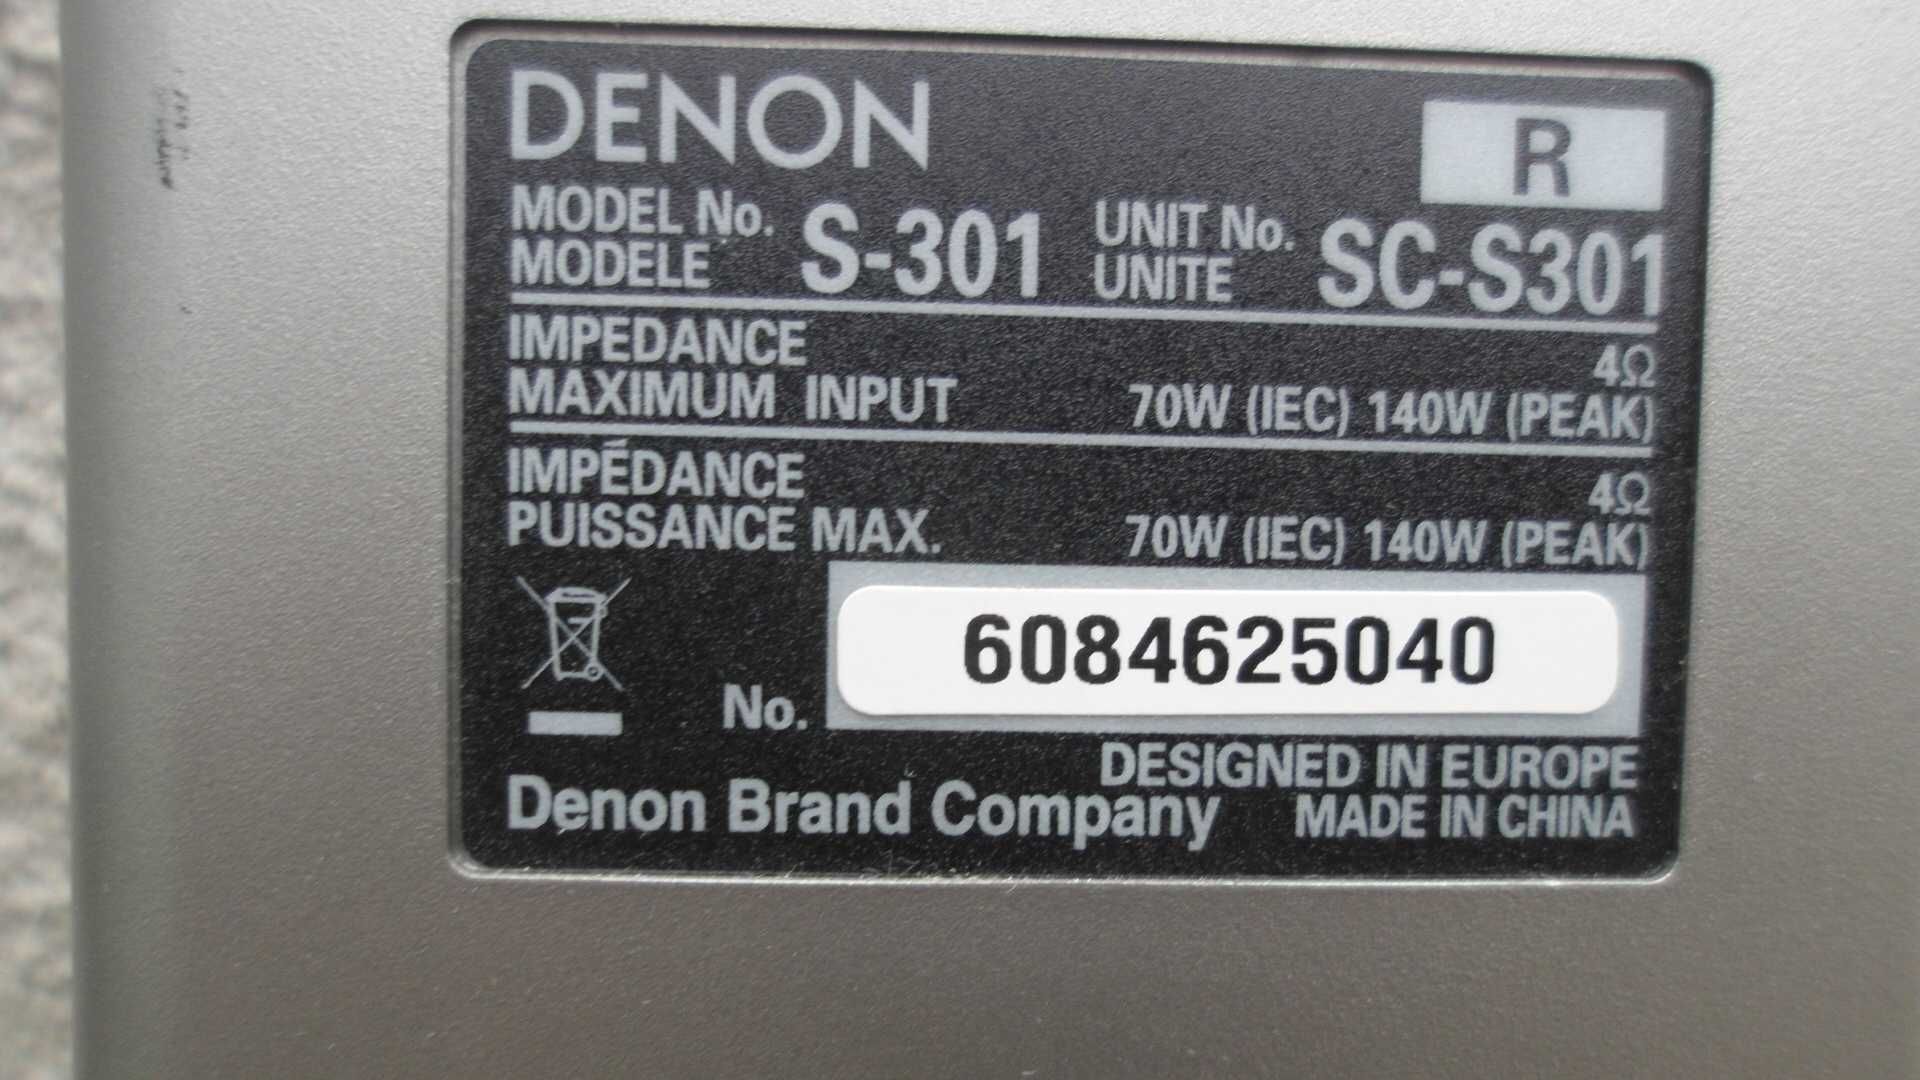 DENON
R
MODEL No. S-301 UNIT No. SC-S301
MODELE UNITE
IMPEDANCE 4Ω
MAXIMUM INPUT 70W (IEC) 140W (PEAK)
IMPÉDANCE 4Ω
PUISSANCE MAX. 70W (IEC) 140W (PEAK)
No. 6084625040
DESIGNED IN EUROPE
Denon Brand Company MADE IN CHINA